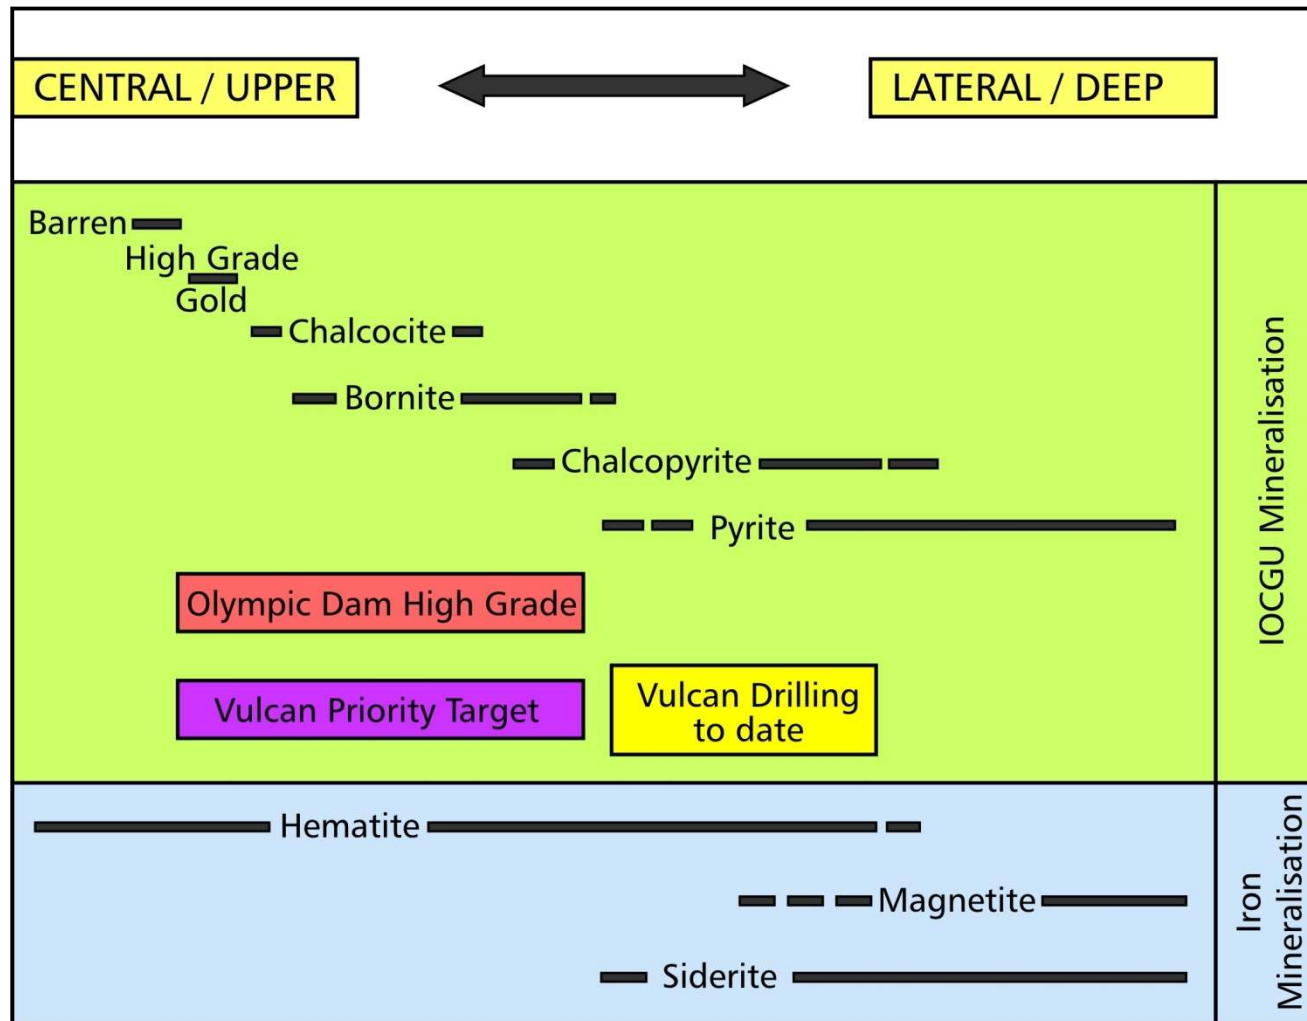 CENTRAL / UPPER
LATERAL / DEEP
Barren
High Grade
Gold
Chalcocite
Bornite
Chalcopyrite
Pyrite
Olympic Dam High Grade
Vulcan Priority Target
Vulcan Drilling
to date
IOCGU Mineralisation
Hematite
Magnetite
Siderite
Iron
Mineralisation